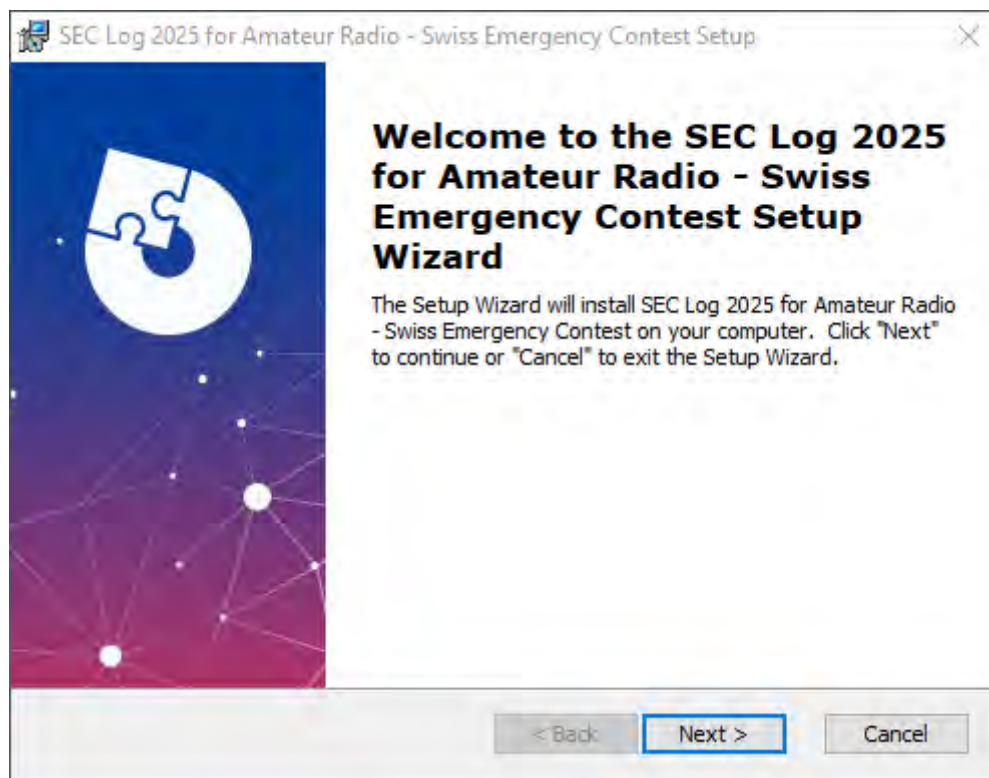 SEC Log 2025 for Amateur Radio - Swiss Emergency Contest Setup
Welcome to the SEC Log 2025
for Amateur Radio - Swiss
Emergency Contest Setup
Wizard
The Setup Wizard will install SEC Log 2025 for Amateur Radio
- Swiss Emergency Contest on your computer. Click "Next"
to continue or "Cancel" to exit the Setup Wizard.
< Back
Next >
Cancel